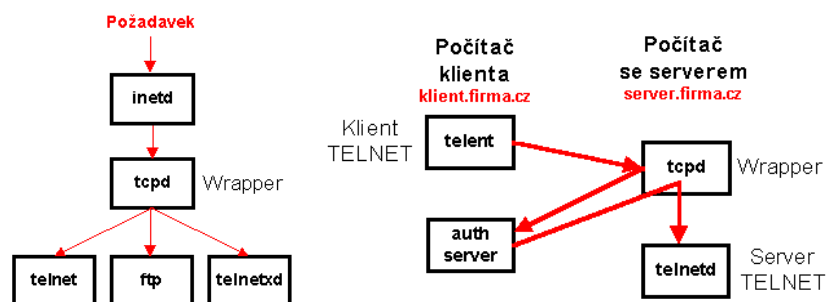 Požadavek
inetd
tcpd
Wrapper
telnet
ftp
telnetxd
Počítač
klienta
klient.firma.cz
Počítač
se serverem
server.firma.cz
Klient
TELNET
telent
tcpd
Wrapper
auth
server
telnetd
Server
TELNET